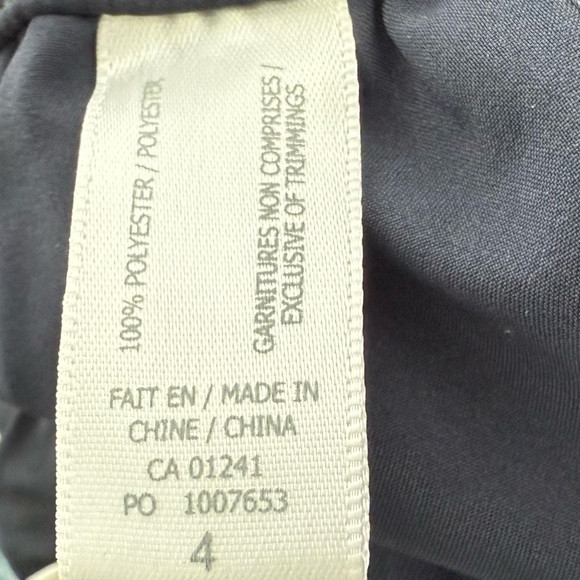 100% POLYESTER / POLYESTER
GARNITURES NON COMPRISES /
EXCLUSIVE OF TRIMMINGS
FAIT EN / MADE IN
CHINE / CHINA
CA 01241
PO 1007653
4